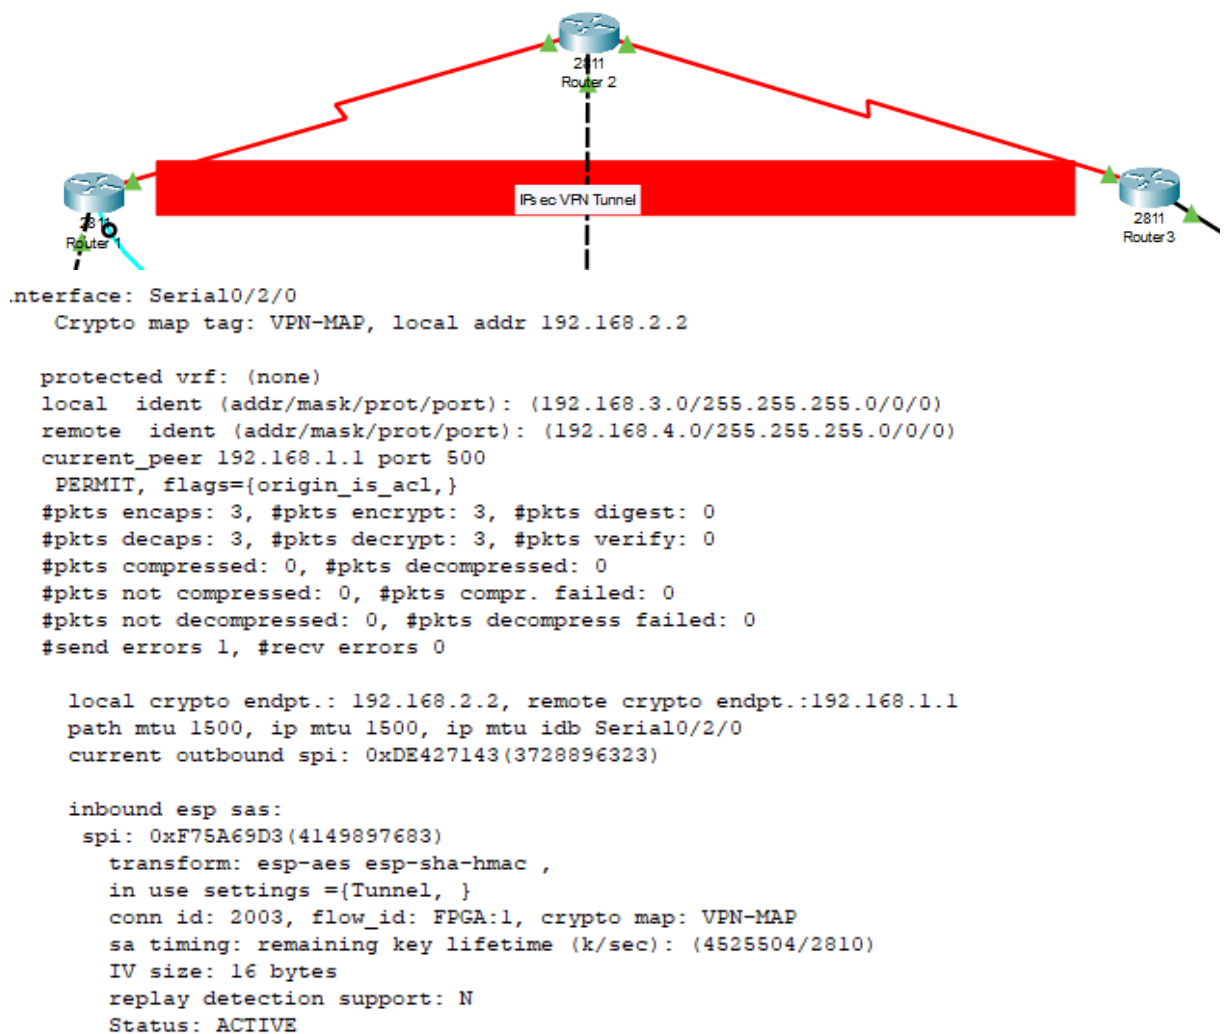 2811
Router 2
IPsec VPN Tunnel
2811
Router 1
2811
Router3
nterface: Serial0/2/0
Crypto map tag: VPN-MAP, local addr 192.168.2.2
protected vrf: (none)
local ident (addr/mask/prot/port): (192.168.3.0/255.255.255.0/0/0)
remote ident (addr/mask/prot/port): (192.168.4.0/255.255.255.0/0/0)
current_peer 192.168.1.1 port 500
PERMIT, flags={origin_is_acl,}
#pkts encaps: 3, #pkts encrypt: 3, #pkts digest: 0
#pkts decaps: 3, #pkts decrypt: 3, #pkts verify: 0
#pkts compressed: 0, #pkts decompressed: 0
#pkts not compressed: 0, #pkts compr. failed: 0
#pkts not decompressed: 0, #pkts decompress failed: 0
#send errors 1, #recv errors 0
local crypto endpt.: 192.168.2.2, remote crypto endpt.:192.168.1.1
path mtu 1500, ip mtu 1500, ip mtu idb Serial0/2/0
current outbound spi: 0xDE427143(3728896323)
inbound esp sas:
spi: 0xF75A69D3(4149897683)
transform: esp-aes esp-sha-hmac ,
in use settings ={Tunnel, }
conn id: 2003, flow_id: FPGA:1, crypto map: VPN-MAP
sa timing: remaining key lifetime (k/sec): (4525504/2810)
IV size: 16 bytes
replay detection support: N
Status: ACTIVE